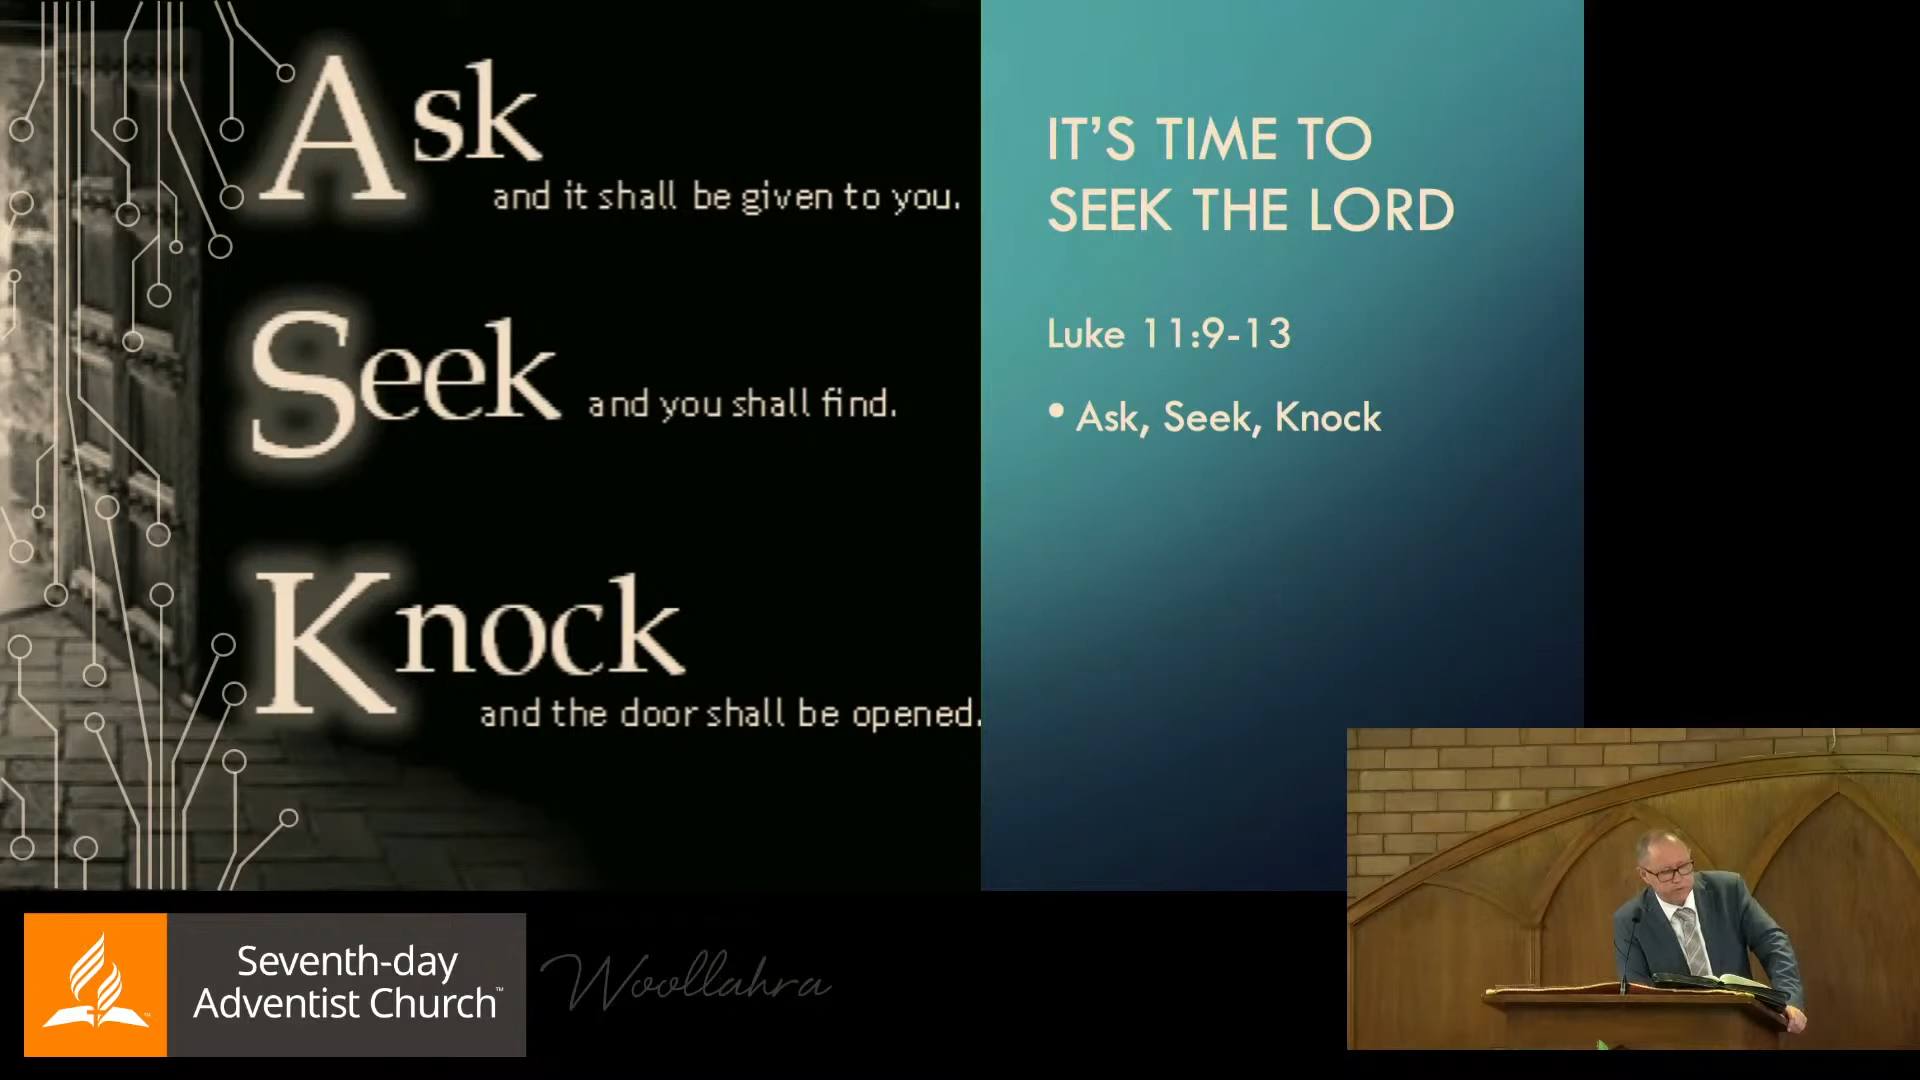 Ask
and it shall be given to you.
Seek and you shall find.
Knock
and the door shall be opened.
IT’S TIME TO
SEEK THE LORD
Luke 11:9-13
• Ask, Seek, Knock
Seventh-day
Adventist Church™
Woollahra